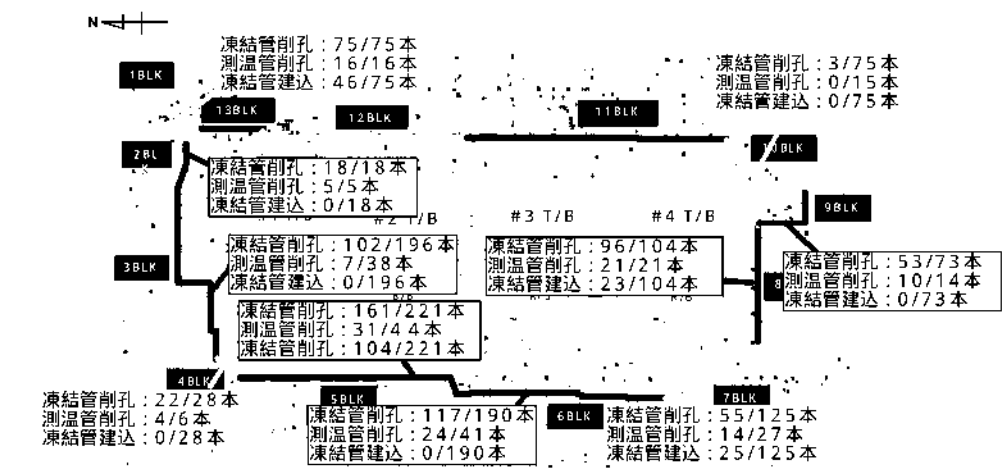 N
凍結管削孔：75/75本
測温管削孔：16/16本
凍結管建込：46/75本
凍結管削孔：3/75本
測温管削孔：0/15本
凍結管建込：0/75本
1BLK
13BLK
12BLK
11BLK
10BLK
2BLK
凍結管削孔：18/18本
測温管削孔：5/5本
凍結管建込：0/18本
9BLK
#2 T/B
#3 T/B
#4 T/B
3BLK
凍結管削孔：102/196本
測温管削孔：7/38本
凍結管建込：0/196本
凍結管削孔：96/104本
測温管削孔：21/21本
凍結管建込：23/104本
8
凍結管削孔：53/73本
測温管削孔：10/14本
凍結管建込：0/73本
凍結管削孔：161/221本
測温管削孔：31/44本
凍結管削孔：104/221本
4BLK
凍結管削孔：22/28本
測温管削孔：4/6本
凍結管建込：0/28本
5BLK
凍結管削孔：117/190本
測温管削孔：24/41本
凍結管建込：0/190本
6BLK
7BLK
凍結管削孔：55/125本
測温管削孔：14/27本
凍結管建込：25/125本